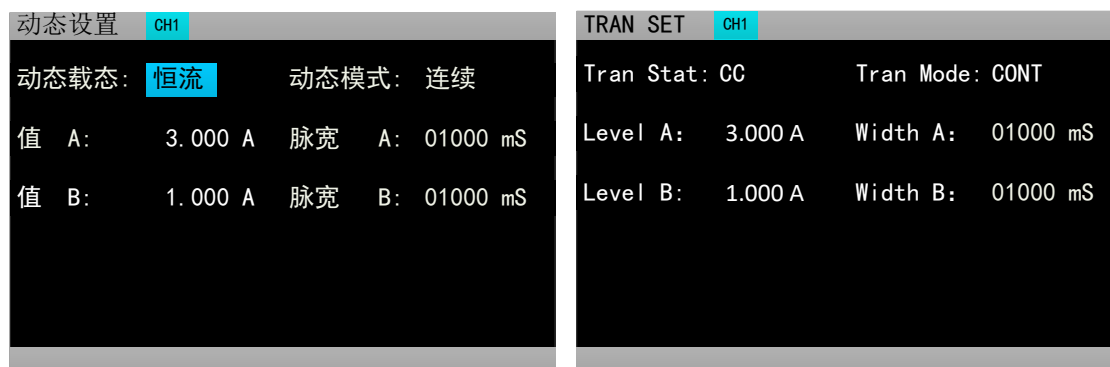 动态设置 CH1
动态载态: 恒流 动态模式: 连续
值 A: 3.000 A 脉宽 A: 01000 mS
值 B: 1.000 A 脉宽 B: 01000 mS
TRAN SET CH1
Tran Stat: CC Tran Mode: CONT
Level A: 3.000 A Width A: 01000 mS
Level B: 1.000 A Width B: 01000 mS